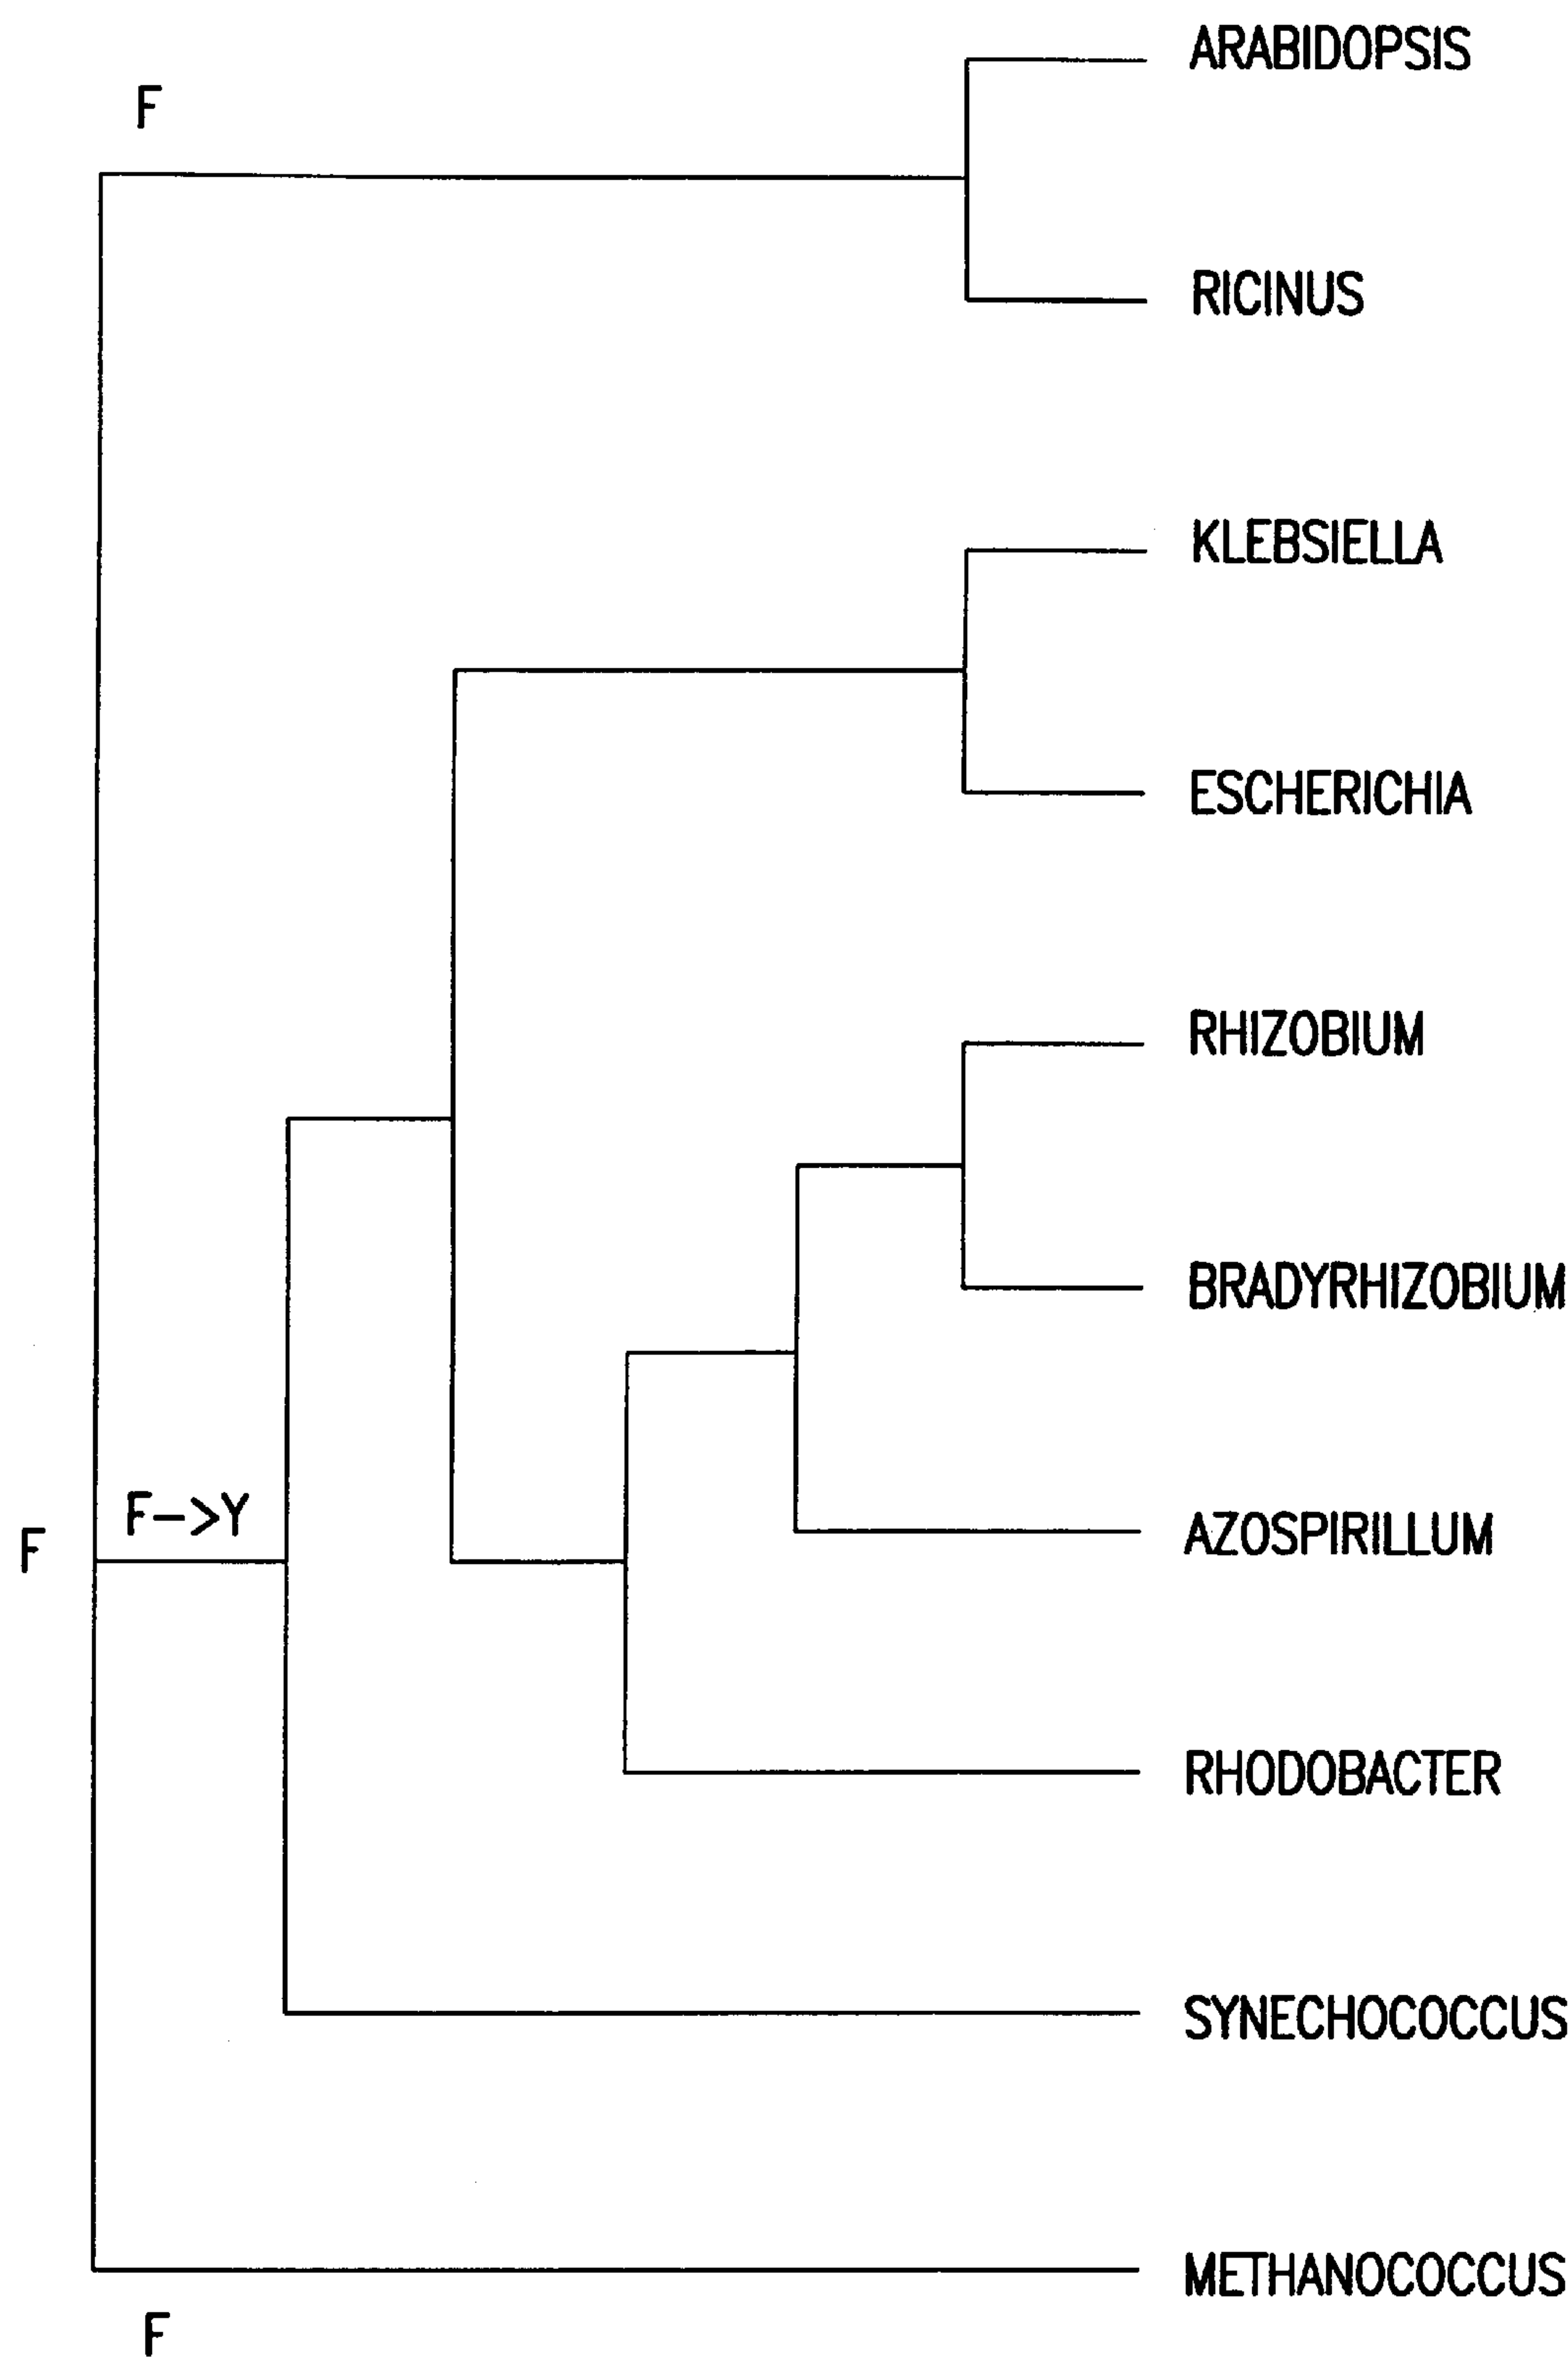 ARABIDOPSIS
F
RICINUS
KLEBSIELLA
ESCHERICHIA
RHIZOBIUM
BRADYRHIZOBIUM
F->Y
F
AZOSPIRILLUM
RHODOBACTER
SYNECHOCOCCUS
METHANOCOCCUS
F